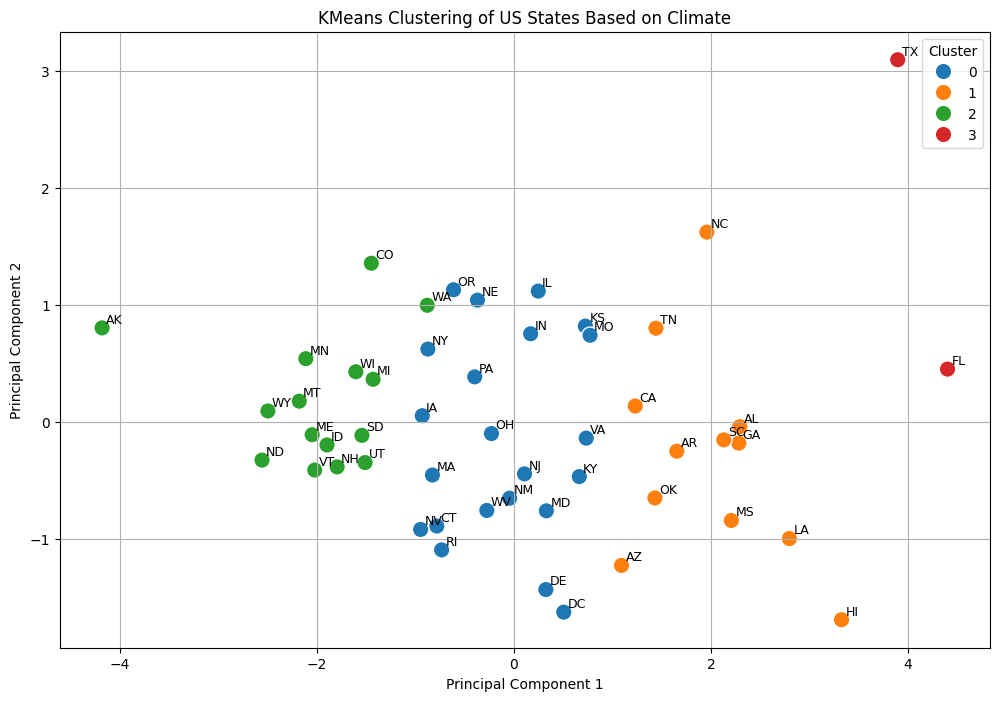 KMeans Clustering of US States Based on Climate
TX
Cluster
0
1
2
3
NC
CO
OR
NE
IL
WA
AK
KS
MO
TN
IN
NY
MN
WI
MI
PA
FL
MT
WY
IA
CA
ME
ID
SD
OH
VA
AL
SC
GA
ND
VT
NH
UT
AR
MA
NJ
KY
NM
OK
WV
MD
MS
NV
CT
RI
LA
AZ
DE
DC
HI
3
2
1
0
−1
−4
−2
0
2
4
Principal Component 2
Principal Component 1